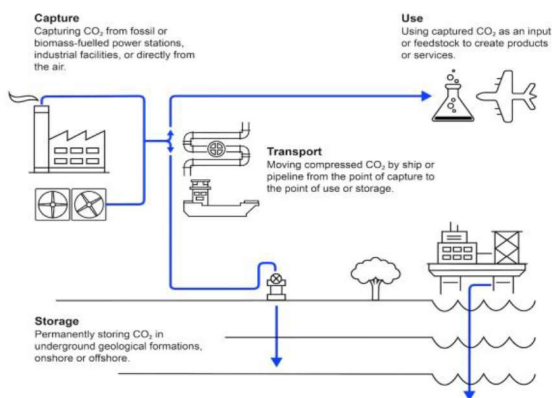 Capture
Capturing CO₂ from fossil or
biomass-fuelled power stations,
industrial facilities, or directly from
the air.
Use
Using captured CO₂ as an input
or feedstock to create products
or services.
Transport
Moving compressed CO₂ by ship or
pipeline from the point of capture to
the point of use or storage.
Storage
Permanently storing CO₂ in
underground geological formations,
onshore or offshore.